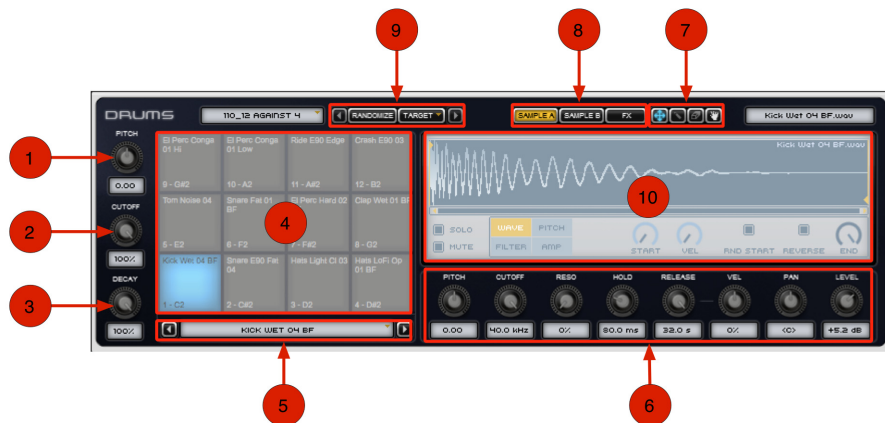 9
8
7
DRUMS
110_12 AGAINST 4
RANDOMIZE
TARGET
SAMPLE A
SAMPLE B
FX
Kick Wet 04 BF.wav
PITCH
0.00
1
CUTOFF
100%
2
DECAY
100%
3
El Perc Conga 01 Hi
9 - G#2
El Perc Conga 01 Low
10 - A2
Ride E90 Edge
11 - A#2
Crash E90 03
12 - B2
Tom Noise 04
5 - E2
Snare Fat 01 BF
6 - F2
El Perc Hard 02
7 - F#2
Clap Wet 01 BF
8 - G2
4
Kick Wet 04 BF
1 - C2
Snare E90 Fat 04
2 - C#2
Hats Light Cl 03
3 - D2
Hats LoFi Op 01 BF
4 - D#2
KICK WET 04 BF
5
Kick Wet 04 BF.wav
10
SOLO
MUTE
WAVE
PITCH
FILTER
AMP
START
VEL
RND START
REVERSE
END
PITCH
CUTOFF
RESO
HOLD
RELEASE
VEL
PAN
LEVEL
0.00
40.0 kHz
0%
80.0 ms
32.0 s
0%
<C>
+5.2 dB
6